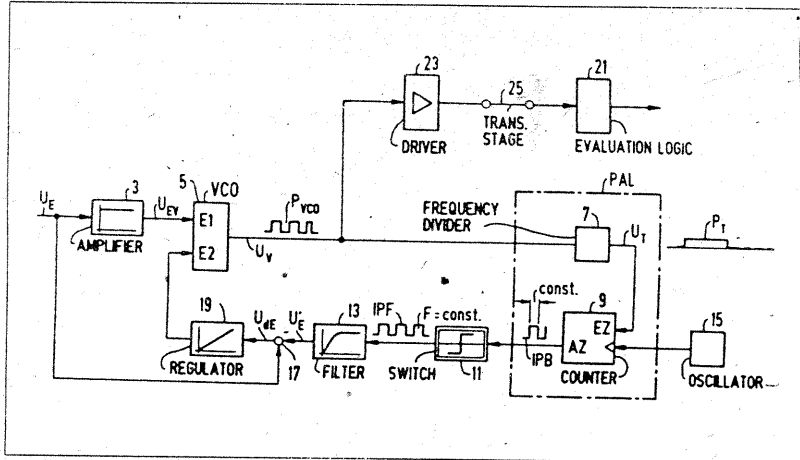 23
21
25
TRANS.
STAGE
DRIVER
EVALUATION LOGIC
PAL
5 VCO
3
U_E
U_EV
E1
E2
AMPLIFIER
P_VCO
U_V
FREQUENCY
DIVIDER
7
U_T
P_T
const.
19
U_dE
U_E
13
IPF
F=const.
9
EZ
AZ
15
REGULATOR
17
FILTER
SWITCH
11
IPB
COUNTER
OSCILLATOR